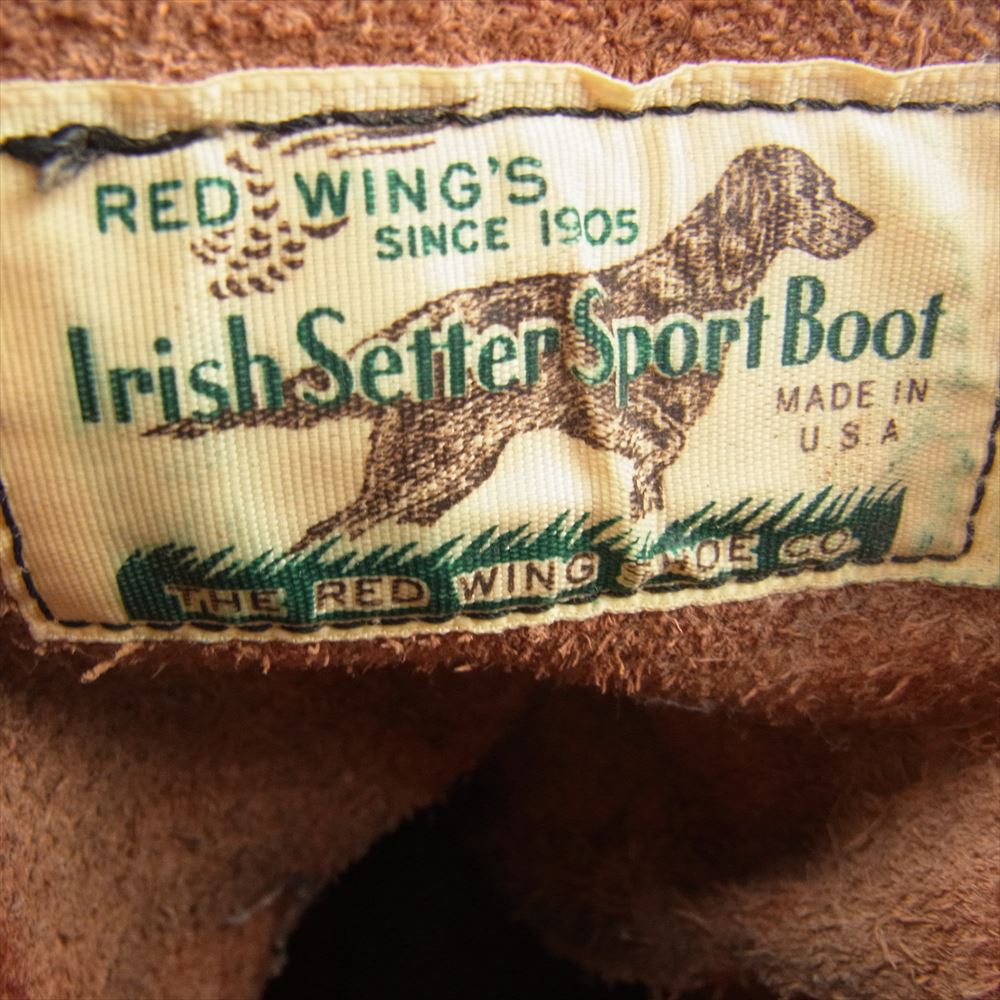 RED WING'S
SINCE 1905
Irish Setter Sport Boot
MADE IN
U.S.A
THE RED WING SHOE CO.